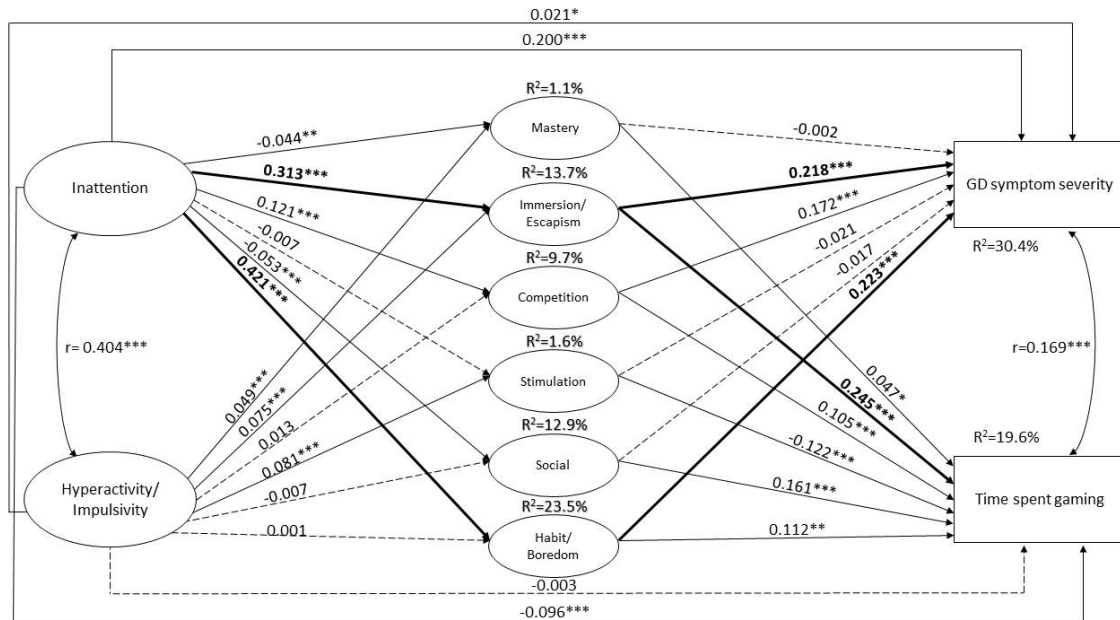 0.021*
0.200***
R²=1.1%
Mastery
-0.044**
-0.002
Inattention
0.313***
R²=13.7%
0.218***
GD symptom severity
Immersion/
Escapism
0.121***
0.172***
-0.007
-0.021
R²=9.7%
R²=30.4%
-0.053***
-0.017
0.421***
Competition
0.223***
r= 0.404***
R²=1.6%
r=0.169***
Stimulation
0.049***
0.047*
0.075***
0.245***
R²=12.9%
0.013
0.105***
R²=19.6%
0.081***
-0.122***
Social
Hyperactivity/
Impulsivity
-0.007
0.161***
Time spent gaming
R²=23.5%
0.001
Habit/
Boredom
0.112**
-0.003
-0.096***